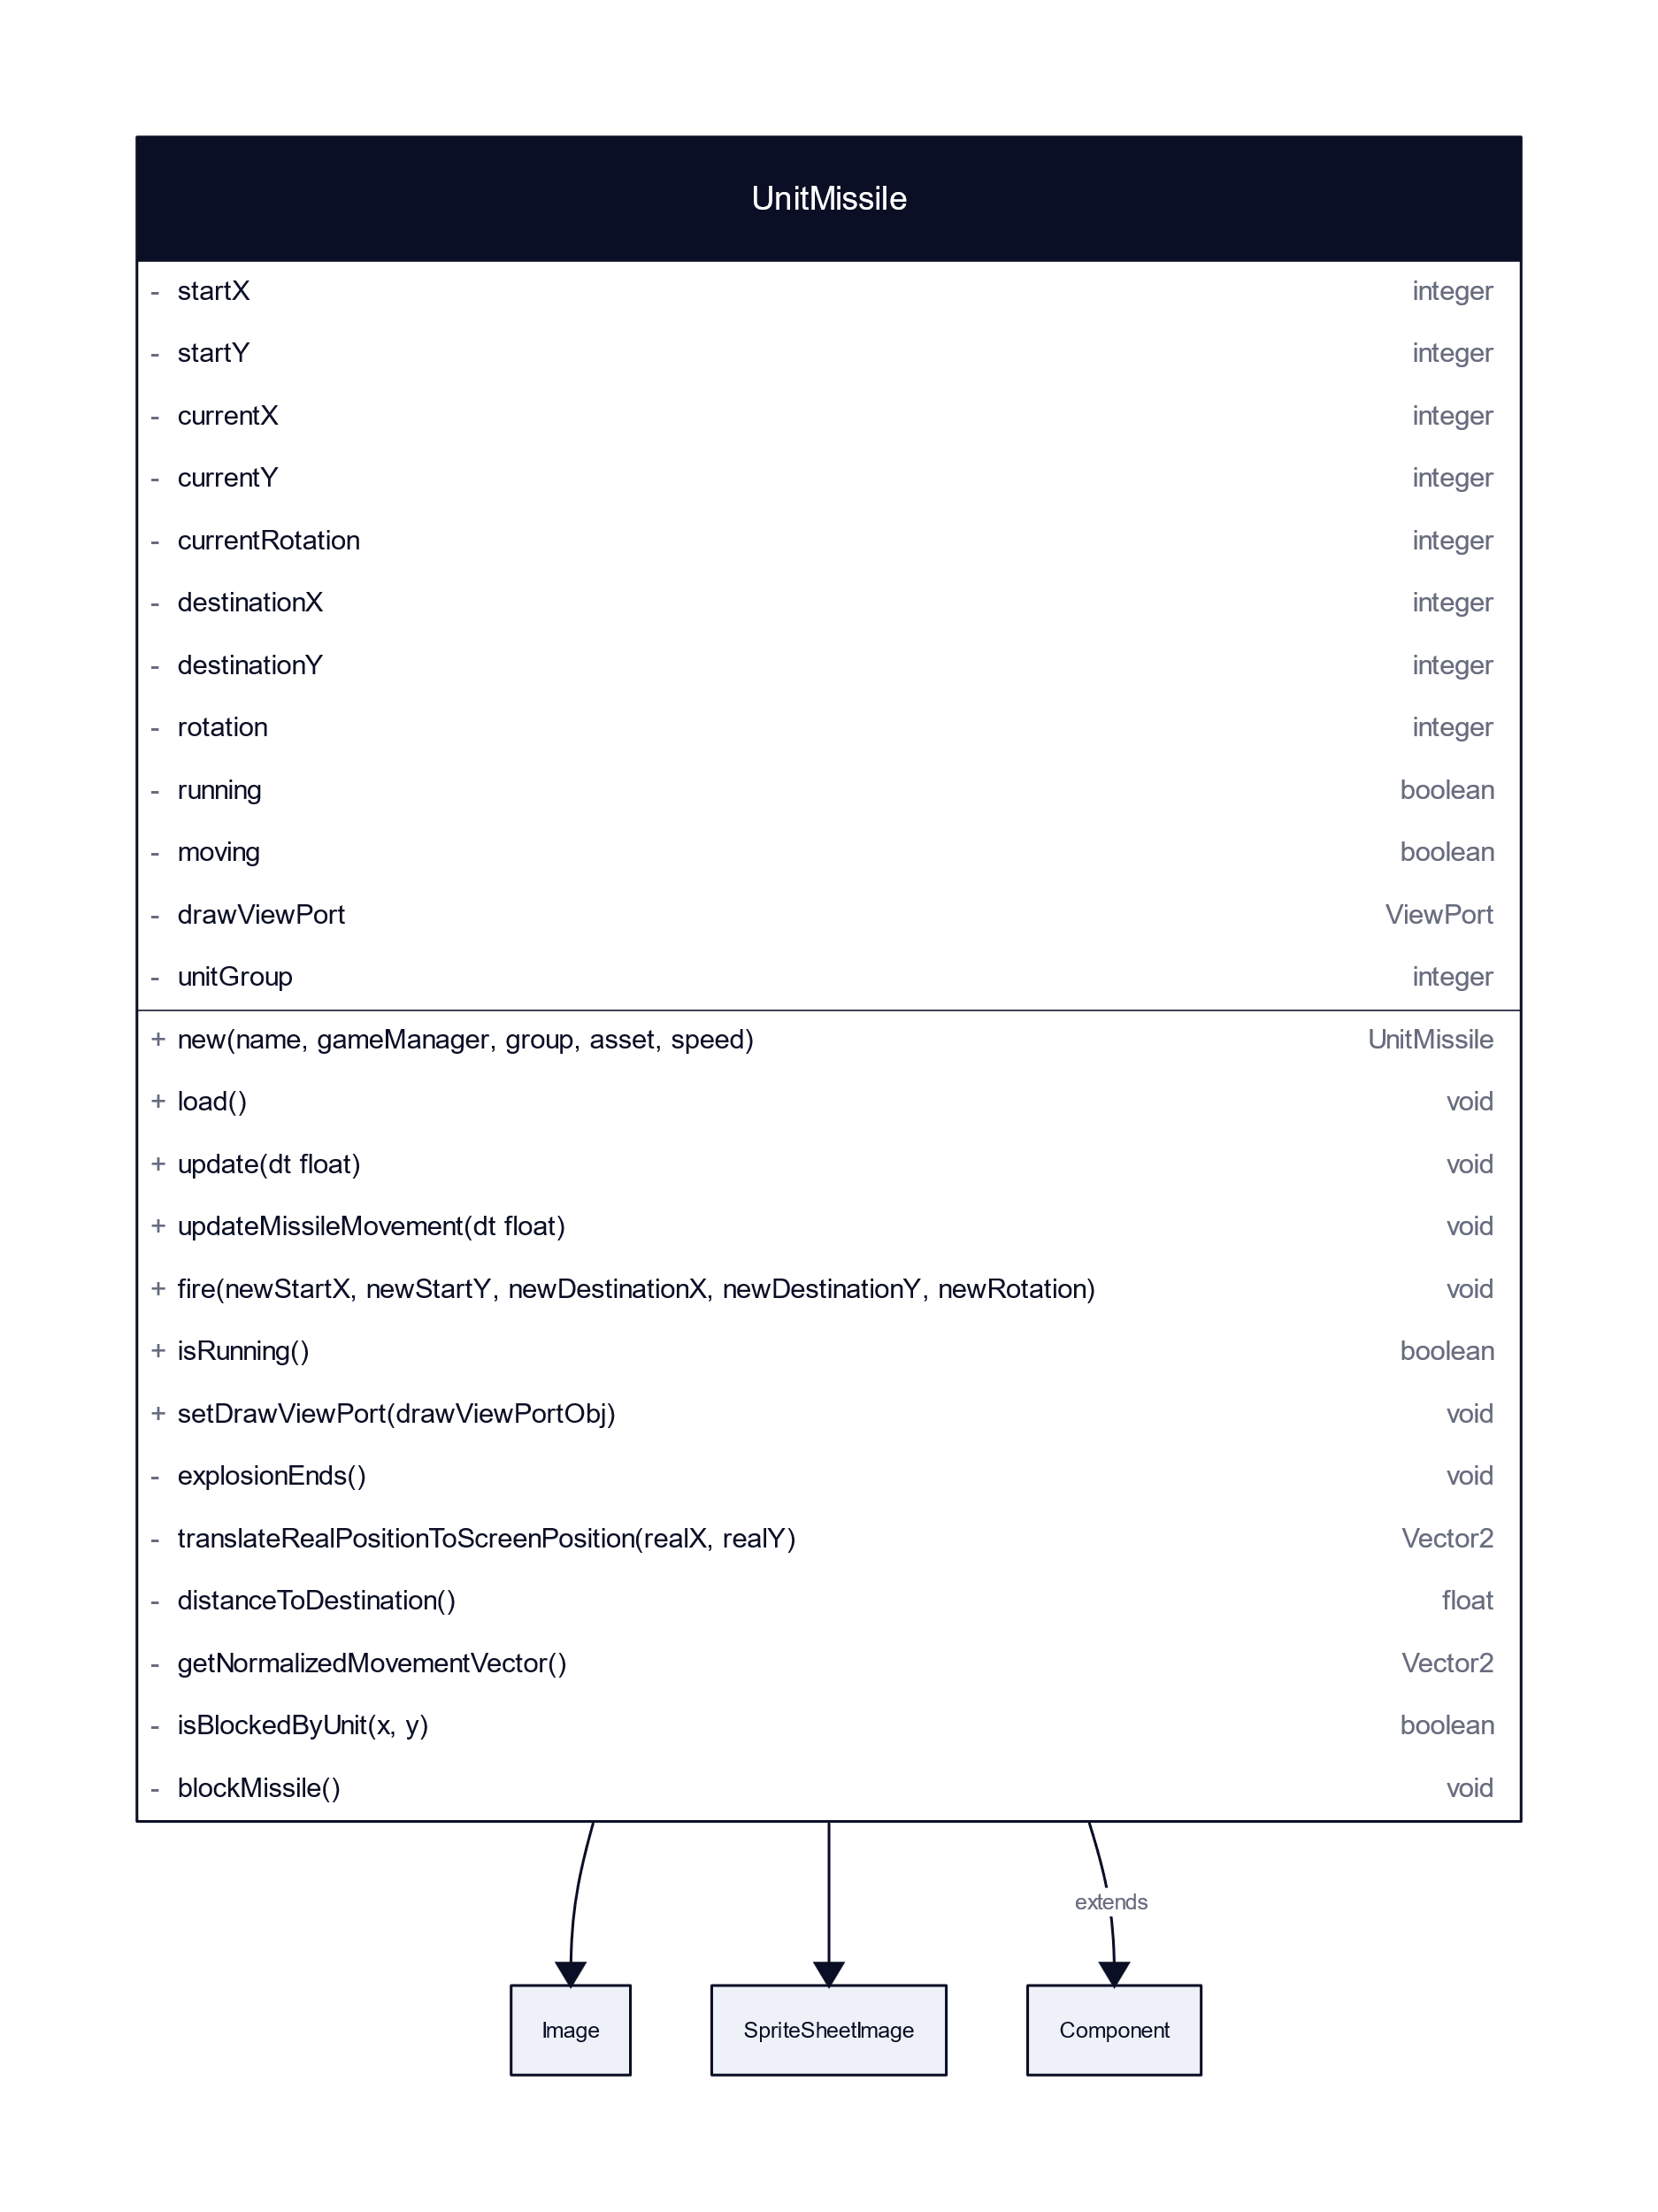 UnitMissile
- startX integer
- startY integer
- currentX integer
- currentY integer
- currentRotation integer
- destinationX integer
- destinationY integer
- rotation integer
- running boolean
- moving boolean
- drawViewPort ViewPort
- unitGroup integer
+ new(name, gameManager, group, asset, speed) UnitMissile
+ load() void
+ update(dt float) void
+ updateMissileMovement(dt float) void
+ fire(newStartX, newStartY, newDestinationX, newDestinationY, newRotation) void
+ isRunning() boolean
+ setDrawViewPort(drawViewPortObj) void
- explosionEnds() void
- translateRealPositionToScreenPosition(realX, realY) Vector2
- distanceToDestination() float
- getNormalizedMovementVector() Vector2
- isBlockedByUnit(x, y) boolean
- blockMissile() void
extends
Image SpriteSheetImage Component